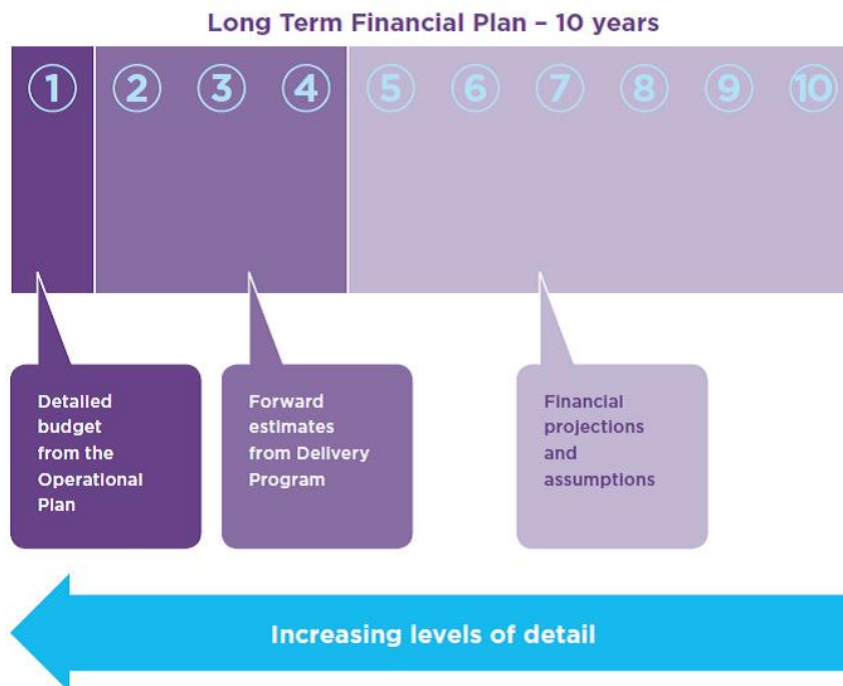 Long Term Financial Plan – 10 years
1 2 3 4 5 6 7 8 9 10
Detailed
budget
from the
Operational
Plan
Forward
estimates
from Delivery
Program
Financial
projections
and
assumptions
Increasing levels of detail